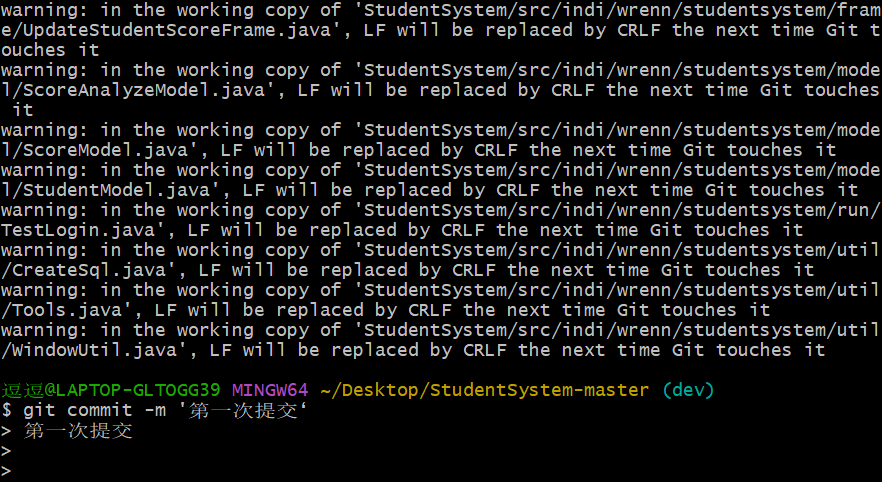 warning: in the working copy of 'StudentSystem/src/indi/wrenn/studentsystem/fram
e/UpdateStudentScoreFrame.java', LF will be replaced by CRLF the next time Git t
ouches it
warning: in the working copy of 'StudentSystem/src/indi/wrenn/studentsystem/mode
l/ScoreAnalyzeModel.java', LF will be replaced by CRLF the next time Git touches
 it
warning: in the working copy of 'StudentSystem/src/indi/wrenn/studentsystem/mode
l/ScoreModel.java', LF will be replaced by CRLF the next time Git touches it
warning: in the working copy of 'StudentSystem/src/indi/wrenn/studentsystem/mode
l/StudentModel.java', LF will be replaced by CRLF the next time Git touches it
warning: in the working copy of 'StudentSystem/src/indi/wrenn/studentsystem/run/
TestLogin.java', LF will be replaced by CRLF the next time Git touches it
warning: in the working copy of 'StudentSystem/src/indi/wrenn/studentsystem/util
/CreateSql.java', LF will be replaced by CRLF the next time Git touches it
warning: in the working copy of 'StudentSystem/src/indi/wrenn/studentsystem/util
/Tools.java', LF will be replaced by CRLF the next time Git touches it
warning: in the working copy of 'StudentSystem/src/indi/wrenn/studentsystem/util
/WindowUtil.java', LF will be replaced by CRLF the next time Git touches it
逗逗@LAPTOP-GLTOGG39 MINGW64 ~/Desktop/StudentSystem-master (dev)
$ git commit -m '第一次提交‘
> 第一次提交
>
>